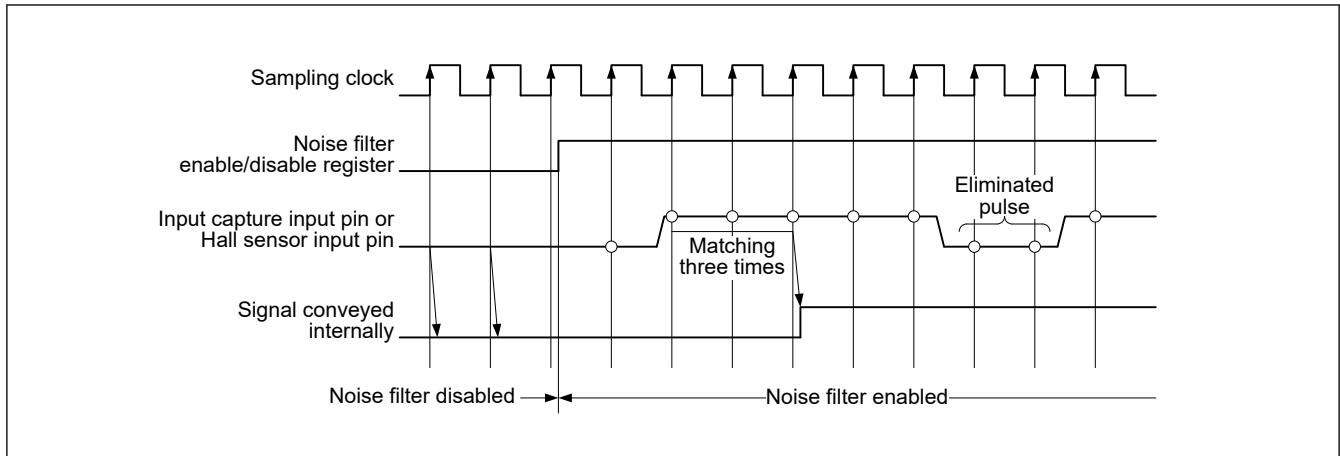 Sampling clock
Noise filter
enable/disable register
Input capture input pin or
Hall sensor input pin
Eliminated
pulse
Matching
three times
Signal conveyed
internally
Noise filter disabled
Noise filter enabled